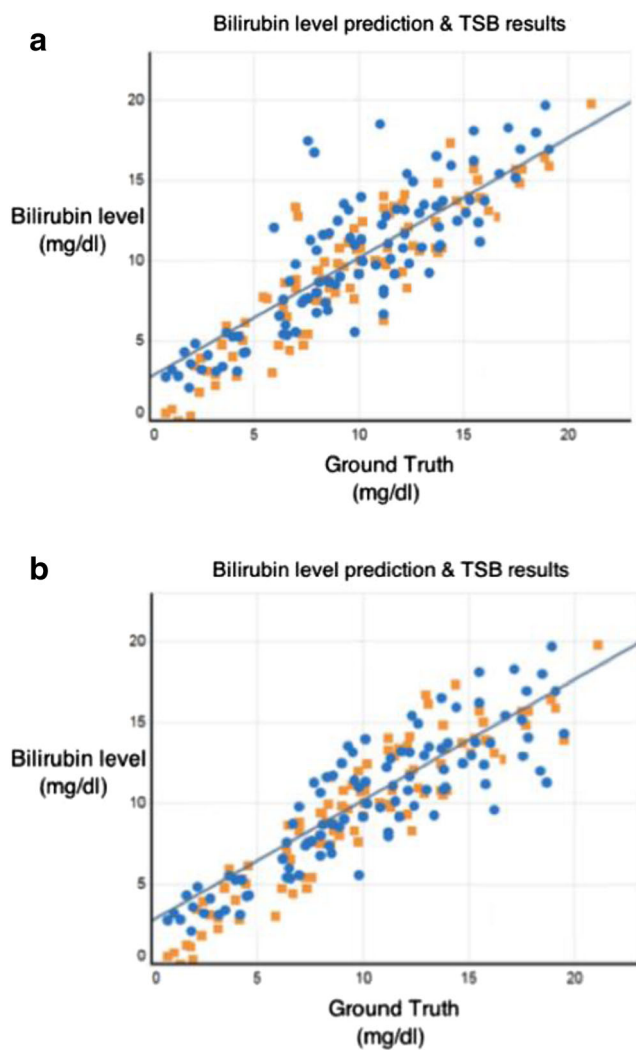 a
Bilirubin level prediction & TSB results
20
15
Bilirubin level
(mg/dl)
10
5
0
0 5 10 15 20
Ground Truth
(mg/dl)
b
Bilirubin level prediction & TSB results
20
15
Bilirubin level
(mg/dl)
10
5
0
0 5 10 15 20
Ground Truth
(mg/dl)